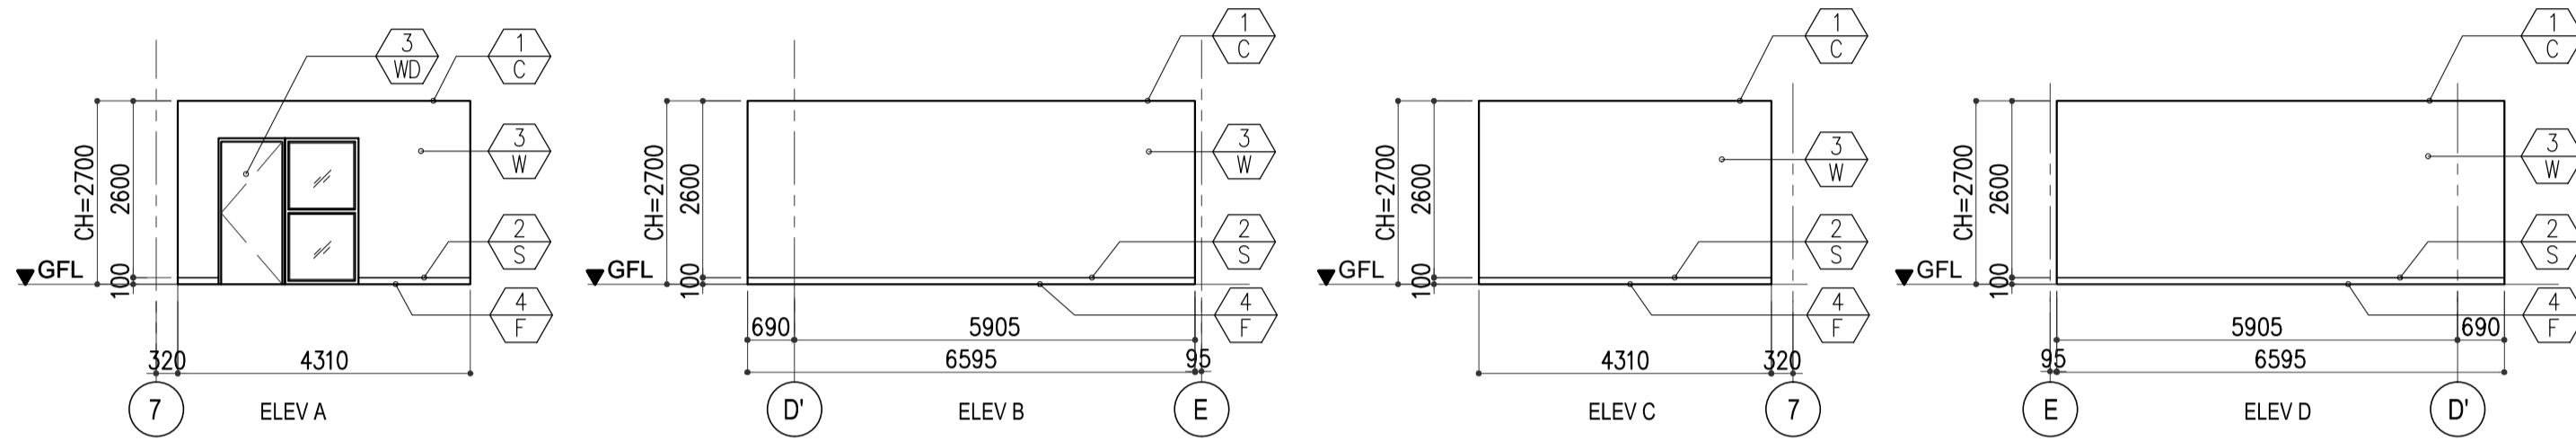 3
WD
1
C
3
W
2
S
4
F
CH=2700
2600
100
GFL
320
4310
7
ELEV A
1
C
3
W
2
S
4
F
CH=2700
2600
100
GFL
690
5905
6595
95
D'
ELEV B
E
1
C
3
W
2
S
4
F
CH=2700
2600
100
GFL
4310
320
ELEV C
7
1
C
3
W
2
S
4
F
CH=2700
2600
100
GFL
5905
690
95
6595
E
ELEV D
D'